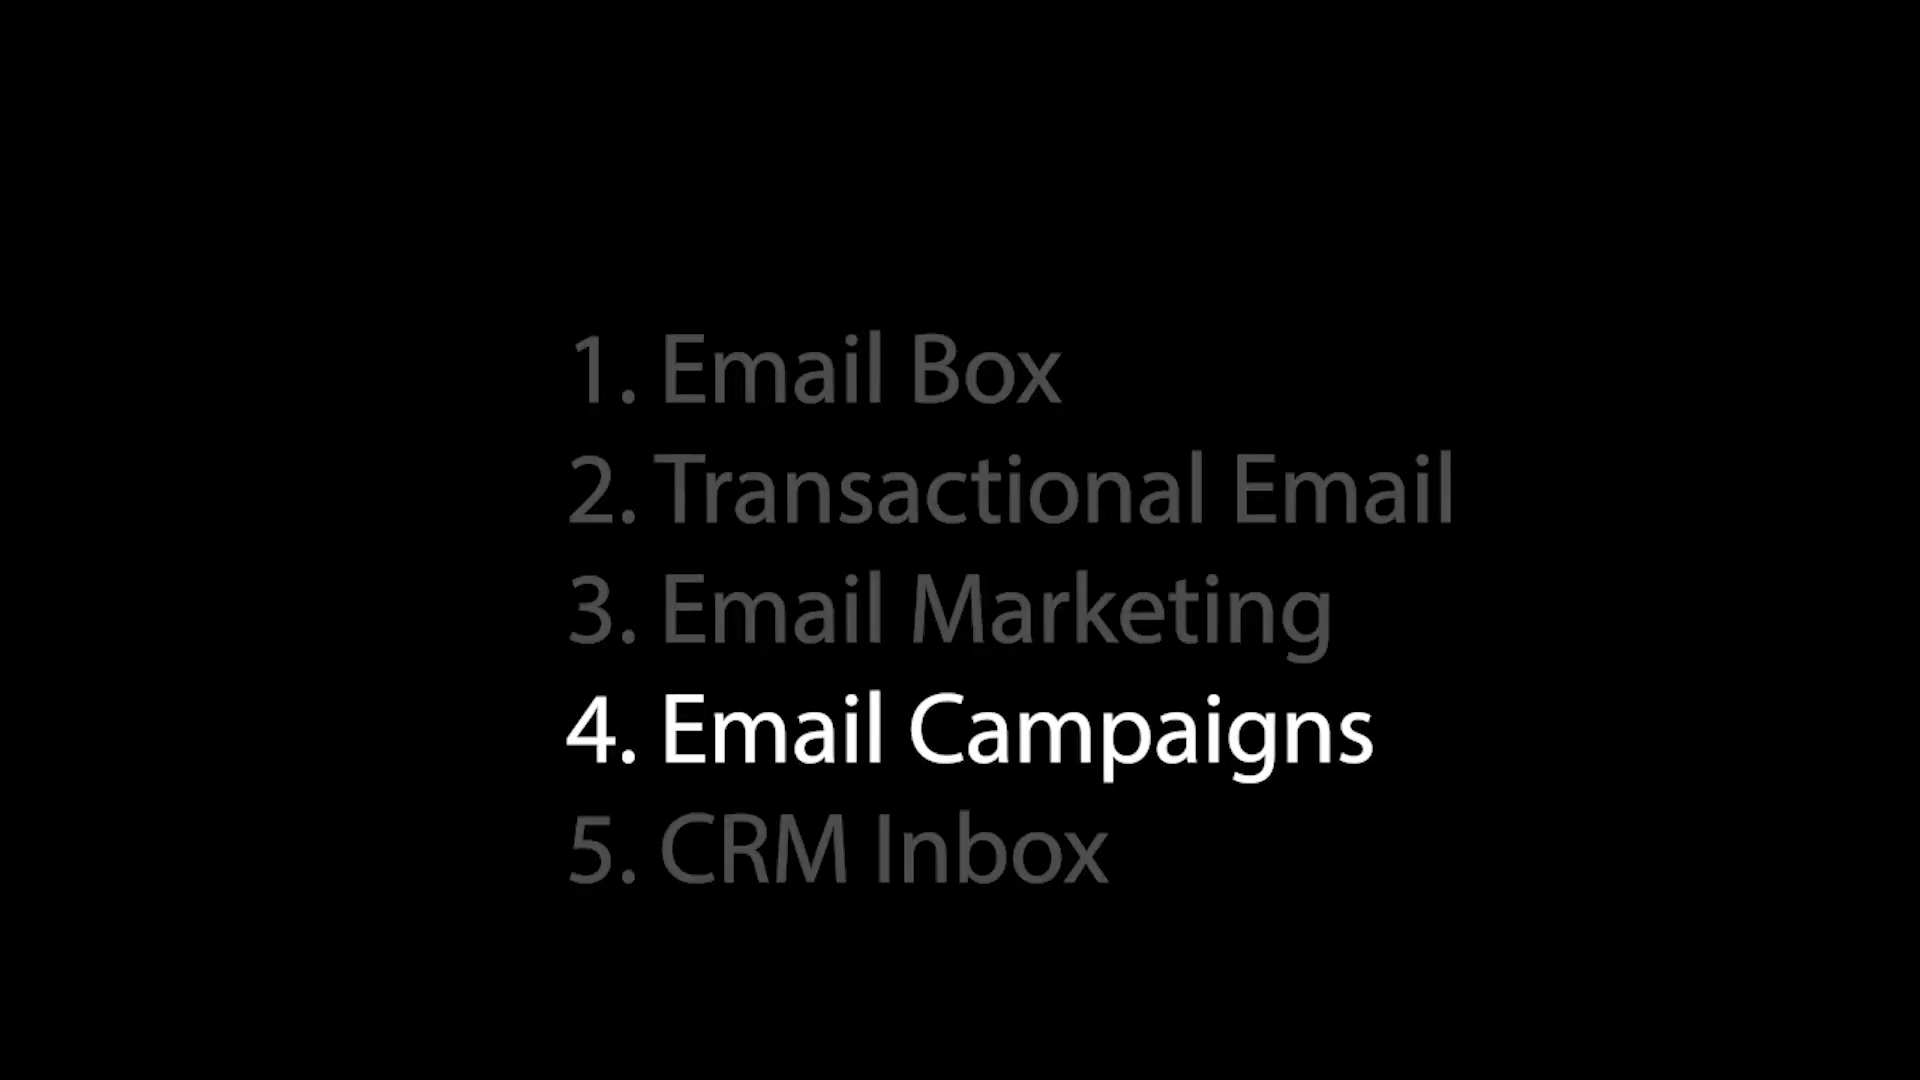 1. Email Box
2. Transactional Email
3. Email Marketing
4. Email Campaigns
5. CRM Inbox